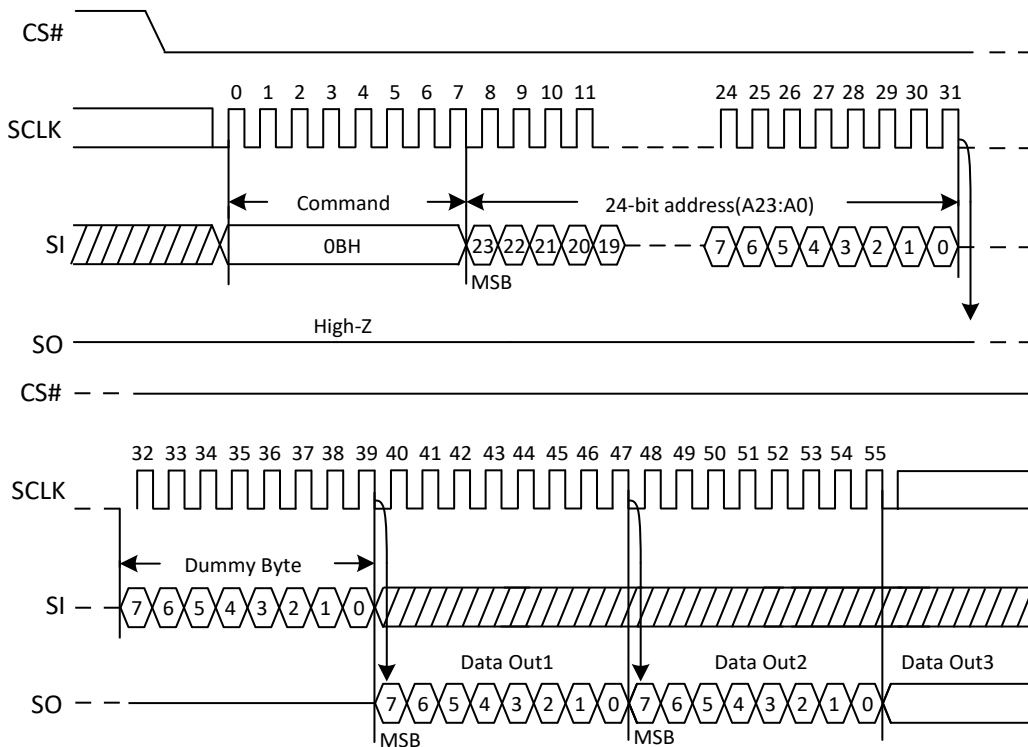 CS#
0 1 2 3 4 5 6 7 8 9 10 11 24 25 26 27 28 29 30 31
SCLK
Command 24-bit address(A23:A0)
SI 0BH 23 22 21 20 19 7 6 5 4 3 2 1 0
MSB
High-Z
SO
CS#
32 33 34 35 36 37 38 39 40 41 42 43 44 45 46 47 48 49 50 51 52 53 54 55
SCLK
Dummy Byte
SI 7 6 5 4 3 2 1 0
Data Out1 Data Out2 Data Out3
SO 7 6 5 4 3 2 1 0 7 6 5 4 3 2 1 0
MSB MSB